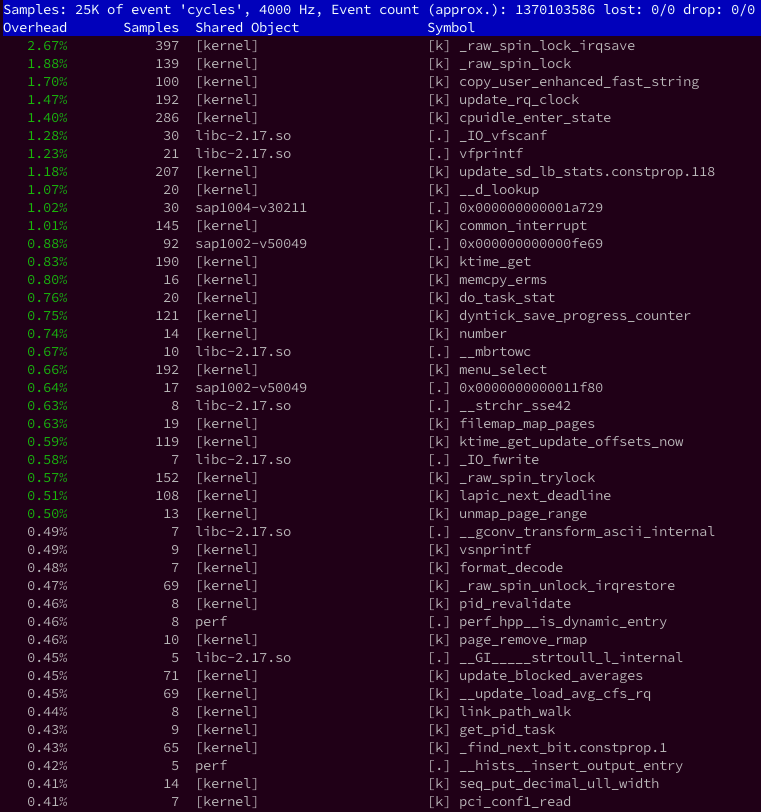 Samples: 25K of event 'cycles', 4000 Hz, Event count (approx.): 1370103586 lost: 0/0 drop: 0/0
Overhead Samples Shared Object Symbol
2.67% 397 [kernel] [k] _raw_spin_lock_irqsave
1.88% 139 [kernel] [k] _raw_spin_lock
1.70% 100 [kernel] [k] copy_user_enhanced_fast_string
1.47% 192 [kernel] [k] update_rq_clock
1.40% 286 [kernel] [k] cpuidle_enter_state
1.28% 30 libc-2.17.so [.] _IO_vfscanf
1.23% 21 libc-2.17.so [.] vfprintf
1.18% 207 [kernel] [k] update_sd_lb_stats.constprop.118
1.07% 20 [kernel] [k] __d_lookup
1.02% 30 sap1004-v30211 [.] 0x000000000001a729
1.01% 145 [kernel] [k] common_interrupt
0.88% 92 sap1002-v50049 [.] 0x000000000000fe69
0.83% 190 [kernel] [k] ktime_get
0.80% 16 [kernel] [k] memcpy_erms
0.76% 20 [kernel] [k] do_task_stat
0.75% 121 [kernel] [k] dyntick_save_progress_counter
0.74% 14 [kernel] [k] number
0.67% 10 libc-2.17.so [.] __mbrtowc
0.66% 192 [kernel] [k] menu_select
0.64% 17 sap1002-v50049 [.] 0x0000000000011f80
0.63% 8 libc-2.17.so [.] __strchr_sse42
0.63% 19 [kernel] [k] filemap_map_pages
0.59% 119 [kernel] [k] ktime_get_update_offsets_now
0.58% 7 libc-2.17.so [.] _IO_fwrite
0.57% 152 [kernel] [k] _raw_spin_trylock
0.51% 108 [kernel] [k] lapic_next_deadline
0.50% 13 [kernel] [k] unmap_page_range
0.49% 7 libc-2.17.so [.] __gconv_transform_ascii_internal
0.49% 9 [kernel] [k] vsnprintf
0.48% 7 [kernel] [k] format_decode
0.47% 69 [kernel] [k] _raw_spin_unlock_irqrestore
0.46% 8 [kernel] [k] pid_revalidate
0.46% 8 perf [.] perf_hpp__is_dynamic_entry
0.46% 10 [kernel] [k] page_remove_rmap
0.45% 5 libc-2.17.so [.] __GI_____strtoull_l_internal
0.45% 71 [kernel] [k] update_blocked_averages
0.45% 69 [kernel] [k] __update_load_avg_cfs_rq
0.44% 8 [kernel] [k] link_path_walk
0.43% 9 [kernel] [k] get_pid_task
0.43% 65 [kernel] [k] _find_next_bit.constprop.1
0.42% 5 perf [.] __hists__insert_output_entry
0.41% 14 [kernel] [k] seq_put_decimal_ull_width
0.41% 7 [kernel] [k] pci_conf1_read